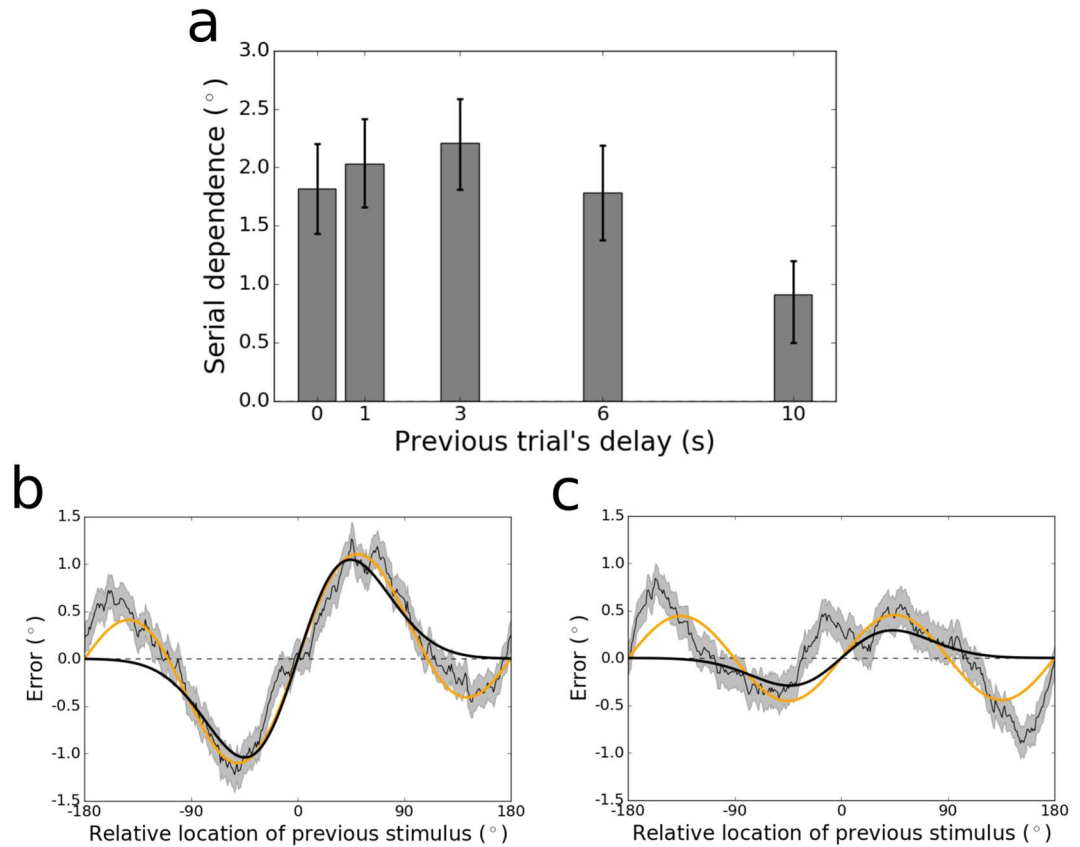 a
3.0
2.5
2.0
1.5
1.0
0.5
0.0
Serial dependence (°)
0 1 3 6 10
Previous trial's delay (s)
b
1.5
1.0
0.5
0.0
-0.5
-1.0
-1.5
Error (°)
-180 -90 0 90 180
Relative location of previous stimulus (°)
c
1.5
1.0
0.5
0.0
-0.5
-1.0
-1.5
Error (°)
-180 -90 0 90 180
Relative location of previous stimulus (°)